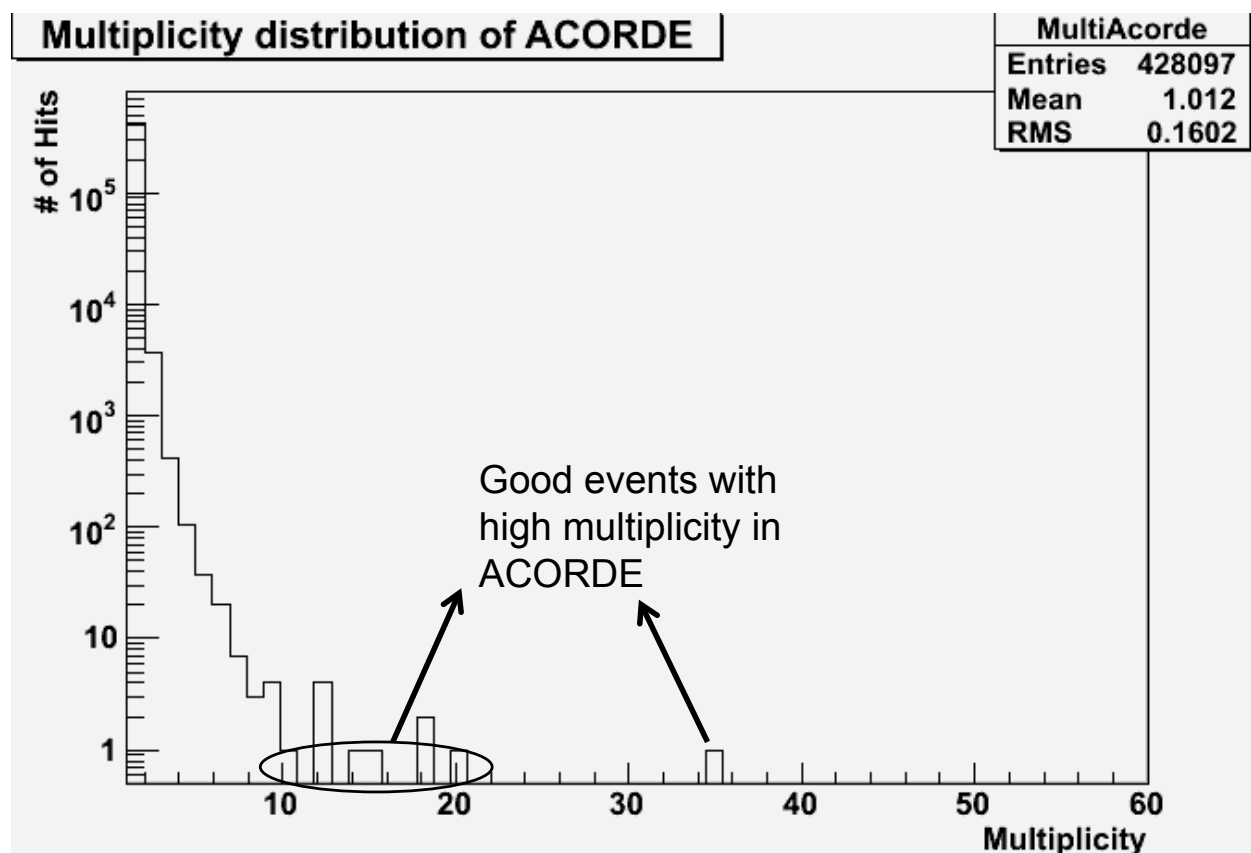 Multiplicity distribution of ACORDE
MultiAcorde
Entries 428097
Mean 1.012
RMS 0.1602
# of Hits
10^5
10^4
10^3
10^2
10
1
Good events with
high multiplicity in
ACORDE
10 20 30 40 50 60
Multiplicity